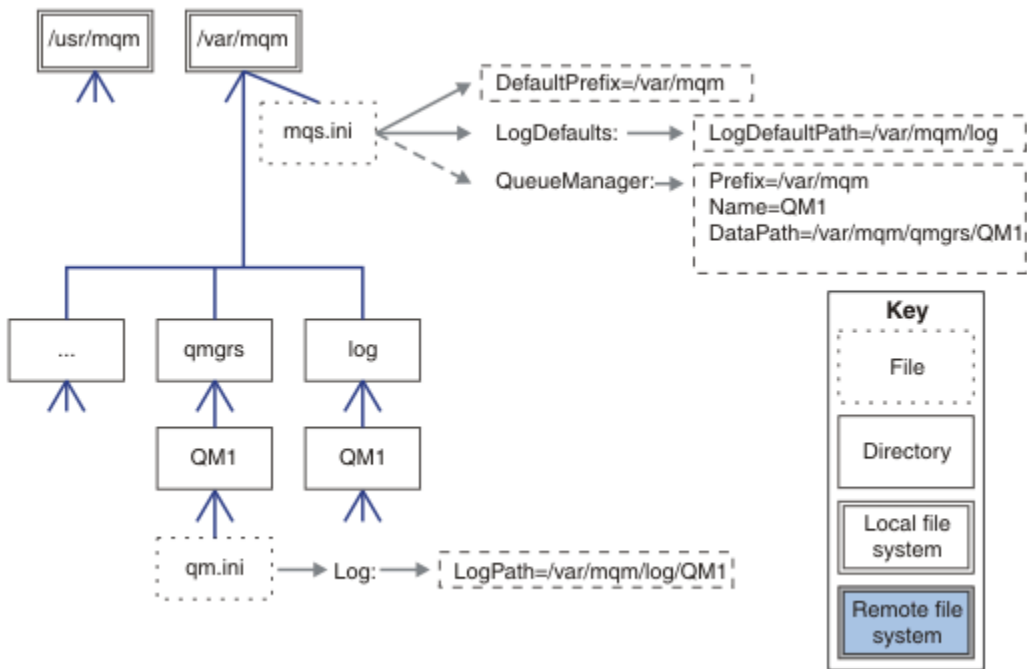 /usr/mqm
/var/mqm
mqs.ini
DefaultPrefix=/var/mqm
LogDefaults:
LogDefaultPath=/var/mqm/log
QueueManager:
Prefix=/var/mqm
Name=QM1
DataPath=/var/mqm/qmgrs/QM1
...
qmgrs
log
QM1
QM1
qm.ini
Log:
LogPath=/var/mqm/log/QM1
Key
File
Directory
Local file
system
Remote file
system